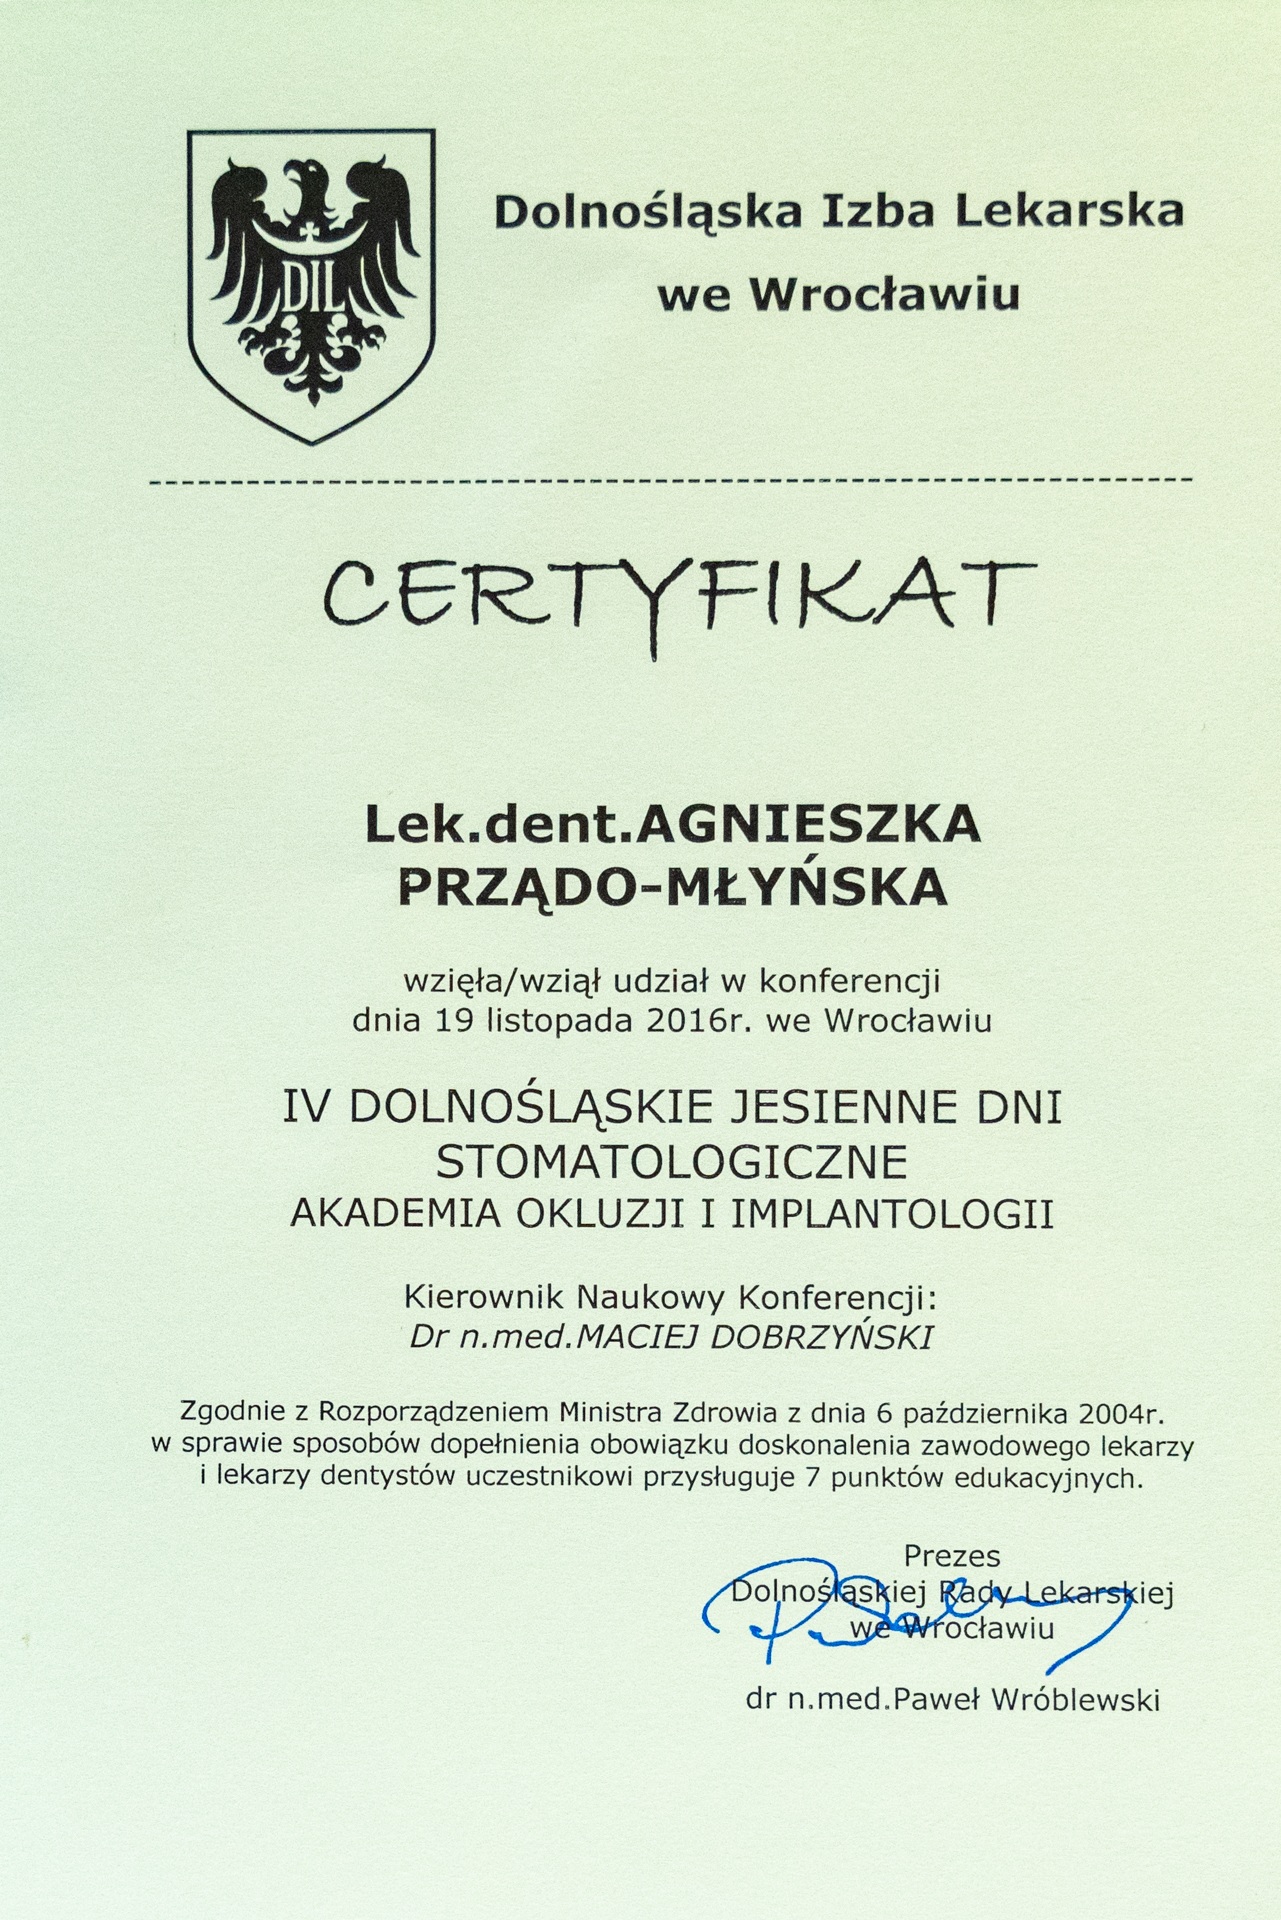 DIL
Dolnośląska Izba Lekarska
we Wrocławiu
CERTYFIKAT
Lek.dent.AGNIESZKA
PRZĄDO-MŁYŃSKA
wzięła/wziął udział w konferencji
dnia 19 listopada 2016r. we Wrocławiu
IV DOLNOŚLĄSKIE JESIENNE DNI
STOMATOLOGICZNE
AKADEMIA OKLUZJI I IMPLANTOLOGII
Kierownik Naukowy Konferencji:
Dr n.med.MACIEJ DOBRZYŃSKI
Zgodnie z Rozporządzeniem Ministra Zdrowia z dnia 6 października 2004r.
w sprawie sposobów dopełnienia obowiązku doskonalenia zawodowego lekarzy
i lekarzy dentystów uczestnikowi przysługuje 7 punktów edukacyjnych.
Prezes
Dolnośląskiej Rady Lekarskiej
we Wrocławiu
dr n.med.Paweł Wróblewski